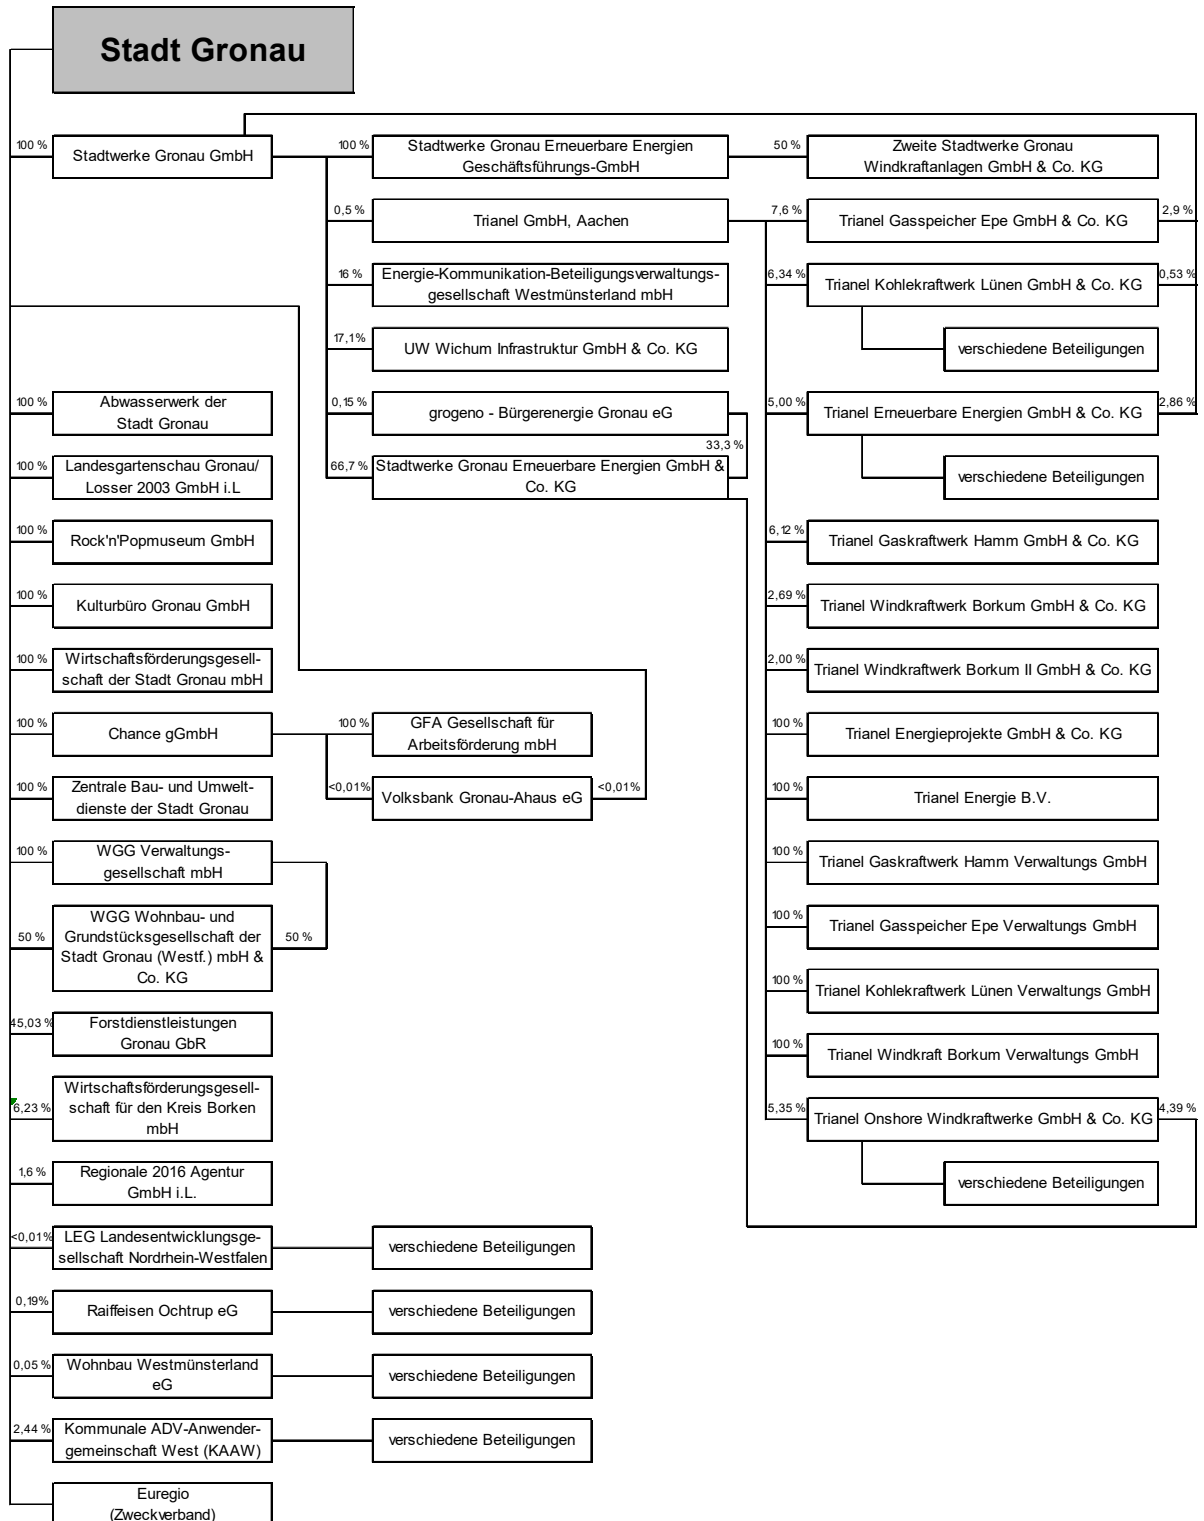 Stadt Gronau
100 %
Stadtwerke Gronau GmbH
100 %
Stadtwerke Gronau Erneuerbare Energien
Geschäftsführungs-GmbH
50 %
Zweite Stadtwerke Gronau
Windkraftanlagen GmbH & Co. KG
0,5 %
Trianel GmbH, Aachen
7,6 %
Trianel Gasspeicher Epe GmbH & Co. KG
2,9 %
16 %
Energie-Kommunikation-Beteiligungsverwaltungs-
gesellschaft Westmünsterland mbH
6,34 %
Trianel Kohlekraftwerk Lünen GmbH & Co. KG
0,53 %
17,1%
UW Wichum Infrastruktur GmbH & Co. KG
verschiedene Beteiligungen
100 %
Abwasserwerk der
Stadt Gronau
0,15 %
grogeno - Bürgerenergie Gronau eG
5,00 %
Trianel Erneuerbare Energien GmbH & Co. KG
2,86 %
33,3 %
100 %
Landesgartenschau Gronau/
Losser 2003 GmbH i.L
66,7 %
Stadtwerke Gronau Erneuerbare Energien GmbH &
Co. KG
verschiedene Beteiligungen
100 %
Rock'n'Popmuseum GmbH
6,12 %
Trianel Gaskraftwerk Hamm GmbH & Co. KG
100 %
Kulturbüro Gronau GmbH
2,69 %
Trianel Windkraftwerk Borkum GmbH & Co. KG
100 %
Wirtschaftsförderungsgesell-
schaft der Stadt Gronau mbH
2,00 %
Trianel Windkraftwerk Borkum II GmbH & Co. KG
100 %
Chance gGmbH
100 %
GFA Gesellschaft für
Arbeitsförderung mbH
100 %
Trianel Energieprojekte GmbH & Co. KG
100 %
Zentrale Bau- und Umwelt-
dienste der Stadt Gronau
<0,01%
Volksbank Gronau-Ahaus eG
<0,01%
100 %
Trianel Energie B.V.
100 %
WGG Verwaltungs-
gesellschaft mbH
100 %
Trianel Gaskraftwerk Hamm Verwaltungs GmbH
50 %
WGG Wohnbau- und
Grundstücksgesellschaft der
Stadt Gronau (Westf.) mbH &
Co. KG
50 %
100 %
Trianel Gasspeicher Epe Verwaltungs GmbH
100 %
Trianel Kohlekraftwerk Lünen Verwaltungs GmbH
45,03 %
Forstdienstleistungen
Gronau GbR
100 %
Trianel Windkraft Borkum Verwaltungs GmbH
6,23 %
Wirtschaftsförderungsgesell-
schaft für den Kreis Borken
mbH
5,35 %
Trianel Onshore Windkraftwerke GmbH & Co. KG
4,39 %
1,6 %
Regionale 2016 Agentur
GmbH i.L.
verschiedene Beteiligungen
<0,01%
LEG Landesentwicklungsge-
sellschaft Nordrhein-Westfalen
verschiedene Beteiligungen
0,19%
Raiffeisen Ochtrup eG
verschiedene Beteiligungen
0,05 %
Wohnbau Westmünsterland
eG
verschiedene Beteiligungen
2,44 %
Kommunale ADV-Anwender-
gemeinschaft West (KAAW)
verschiedene Beteiligungen
Euregio
(Zweckverband)